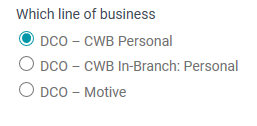 Which line of business
DCO – CWB Personal
DCO – CWB In-Branch: Personal
DCO – Motive